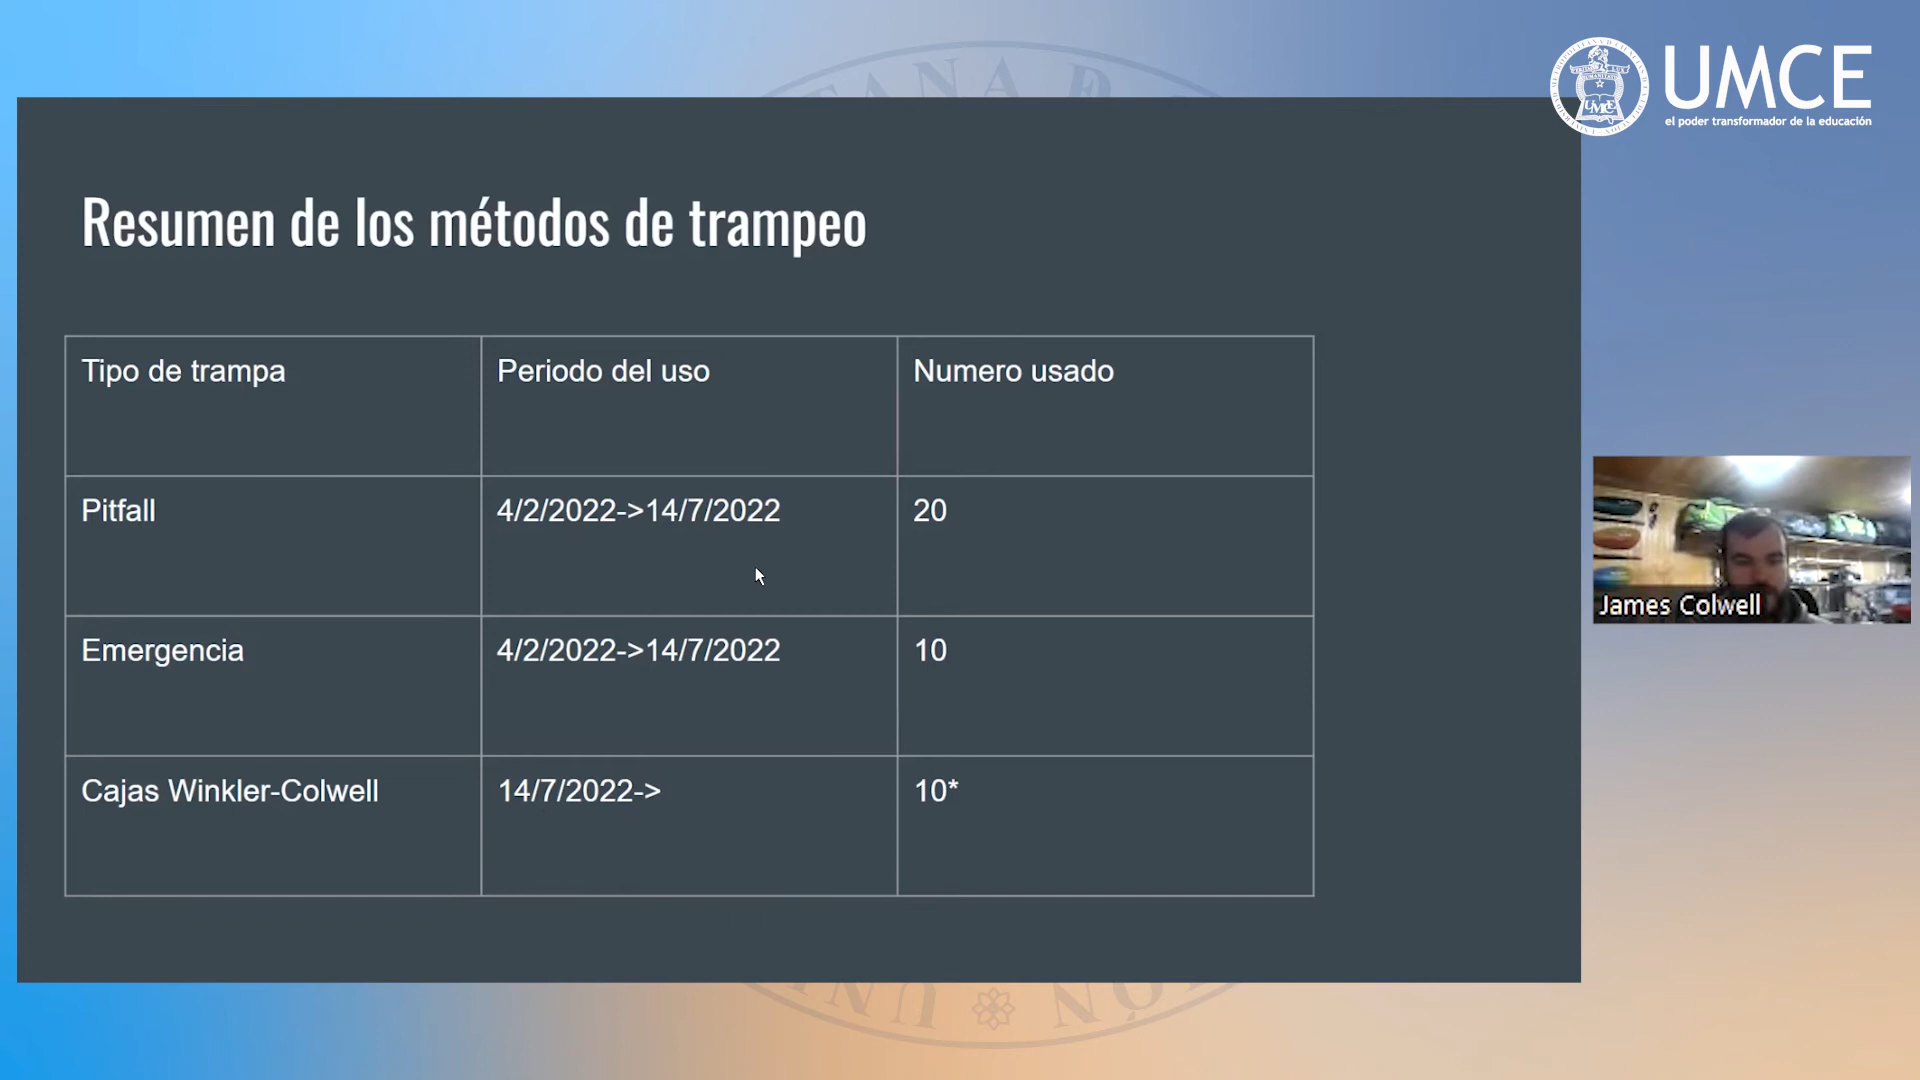 UMCE
el poder transformador de la educación
Resumen de los métodos de trampeo
Tipo de trampa
Periodo del uso
Numero usado
Pitfall
4/2/2022->14/7/2022
20
Emergencia
4/2/2022->14/7/2022
10
Cajas Winkler-Colwell
14/7/2022->
10*
James Colwell